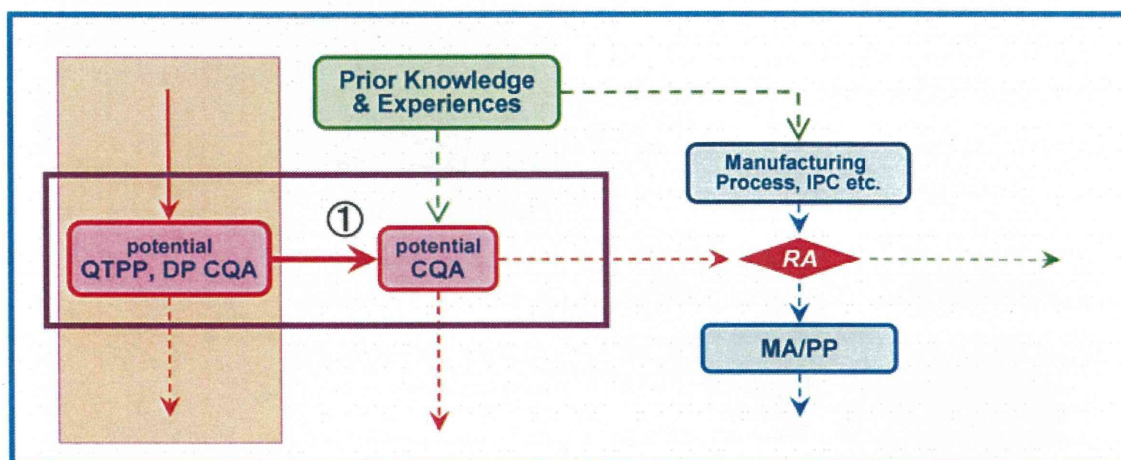 Prior Knowledge
& Experiences
Manufacturing
Process, IPC etc.
①
potential
QTPP, DP CQA
potential
CQA
RA
MA/PP